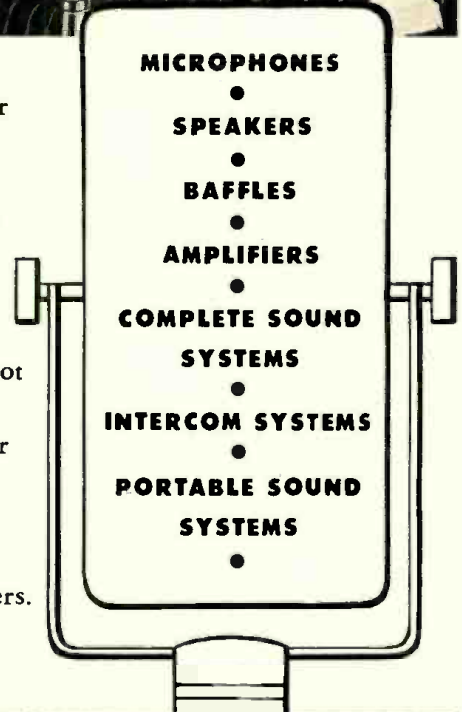 MICROPHONES
●
SPEAKERS
●
BAFFLES
●
AMPLIFIERS
●
COMPLETE SOUND
SYSTEMS
●
INTERCOM SYSTEMS
●
PORTABLE SOUND
SYSTEMS
●